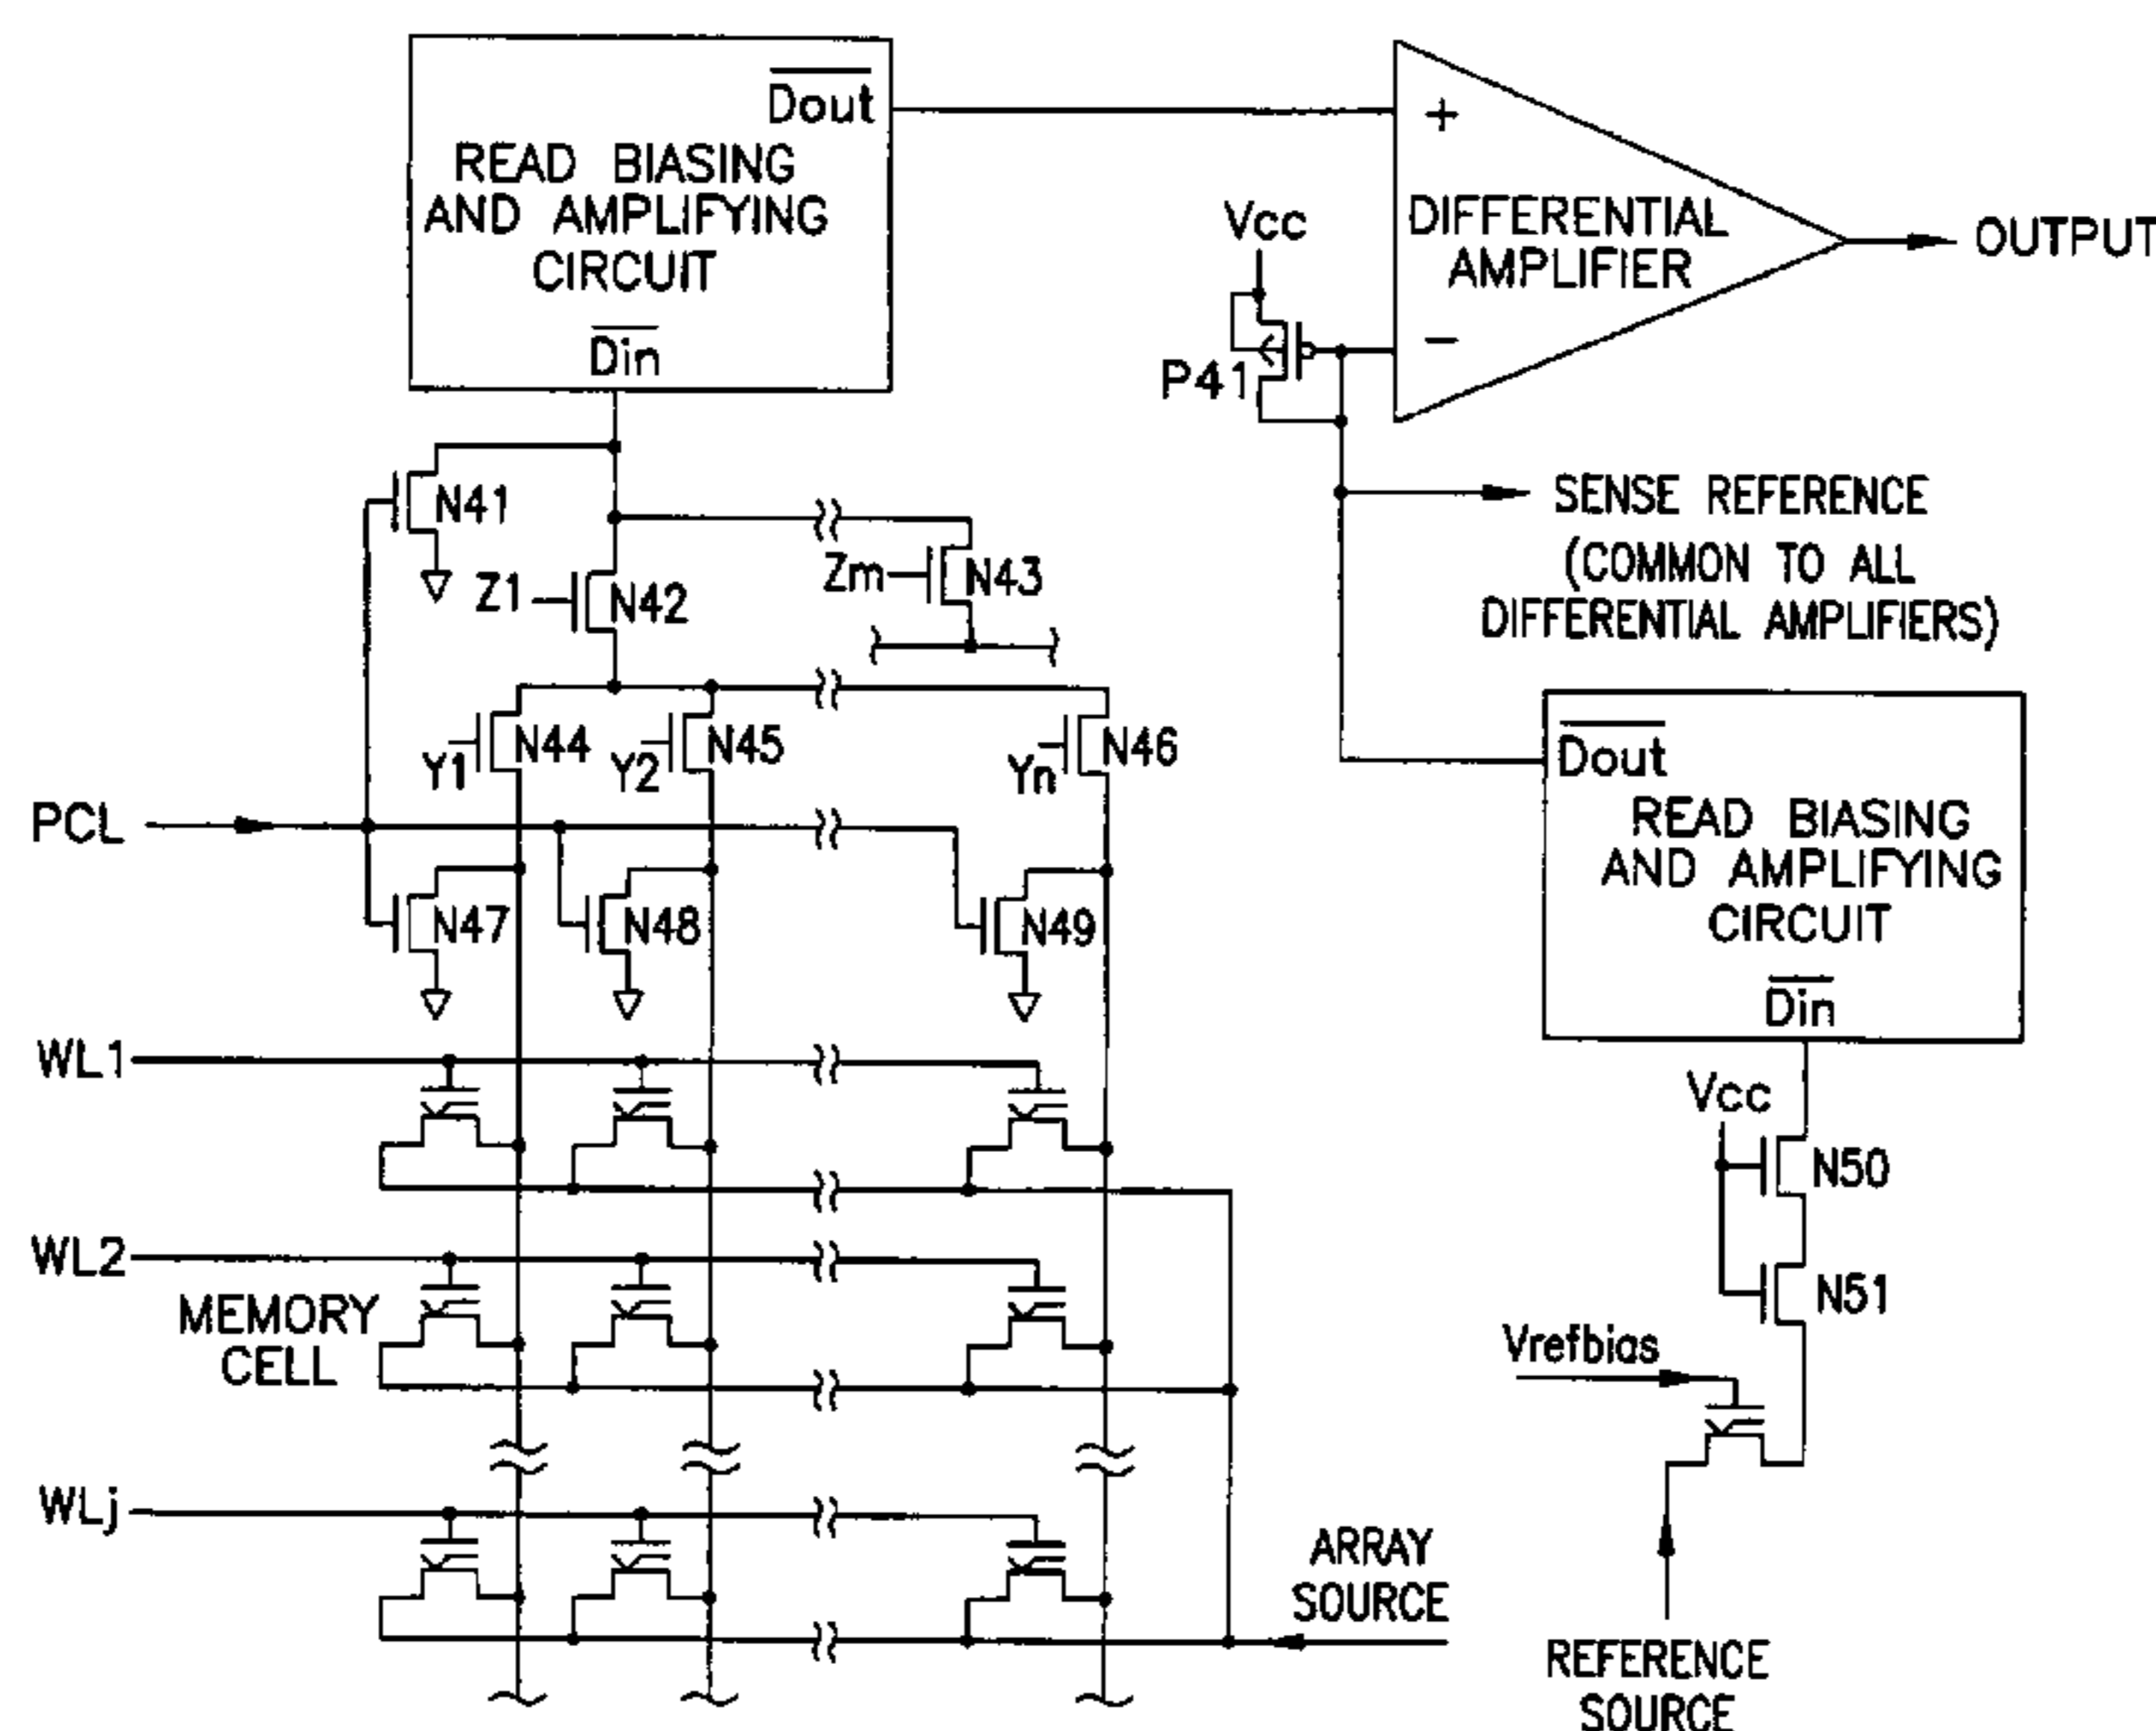 Dout
READ BIASING
AND AMPLIFYING
CIRCUIT
Din
+
DIFFERENTIAL
AMPLIFIER
−
OUTPUT
Vcc
P41
N41
SENSE REFERENCE
(COMMON TO ALL
DIFFERENTIAL AMPLIFIERS)
Z1
N42
Zm
N43
Y1
N44
Y2
N45
Yn
N46
Dout
READ BIASING
AND AMPLIFYING
CIRCUIT
Din
PCL
N47
N48
N49
WL1
Vcc
N50
WL2
MEMORY
CELL
N51
Vrefbias
WLj
ARRAY
SOURCE
REFERENCE
SOURCE